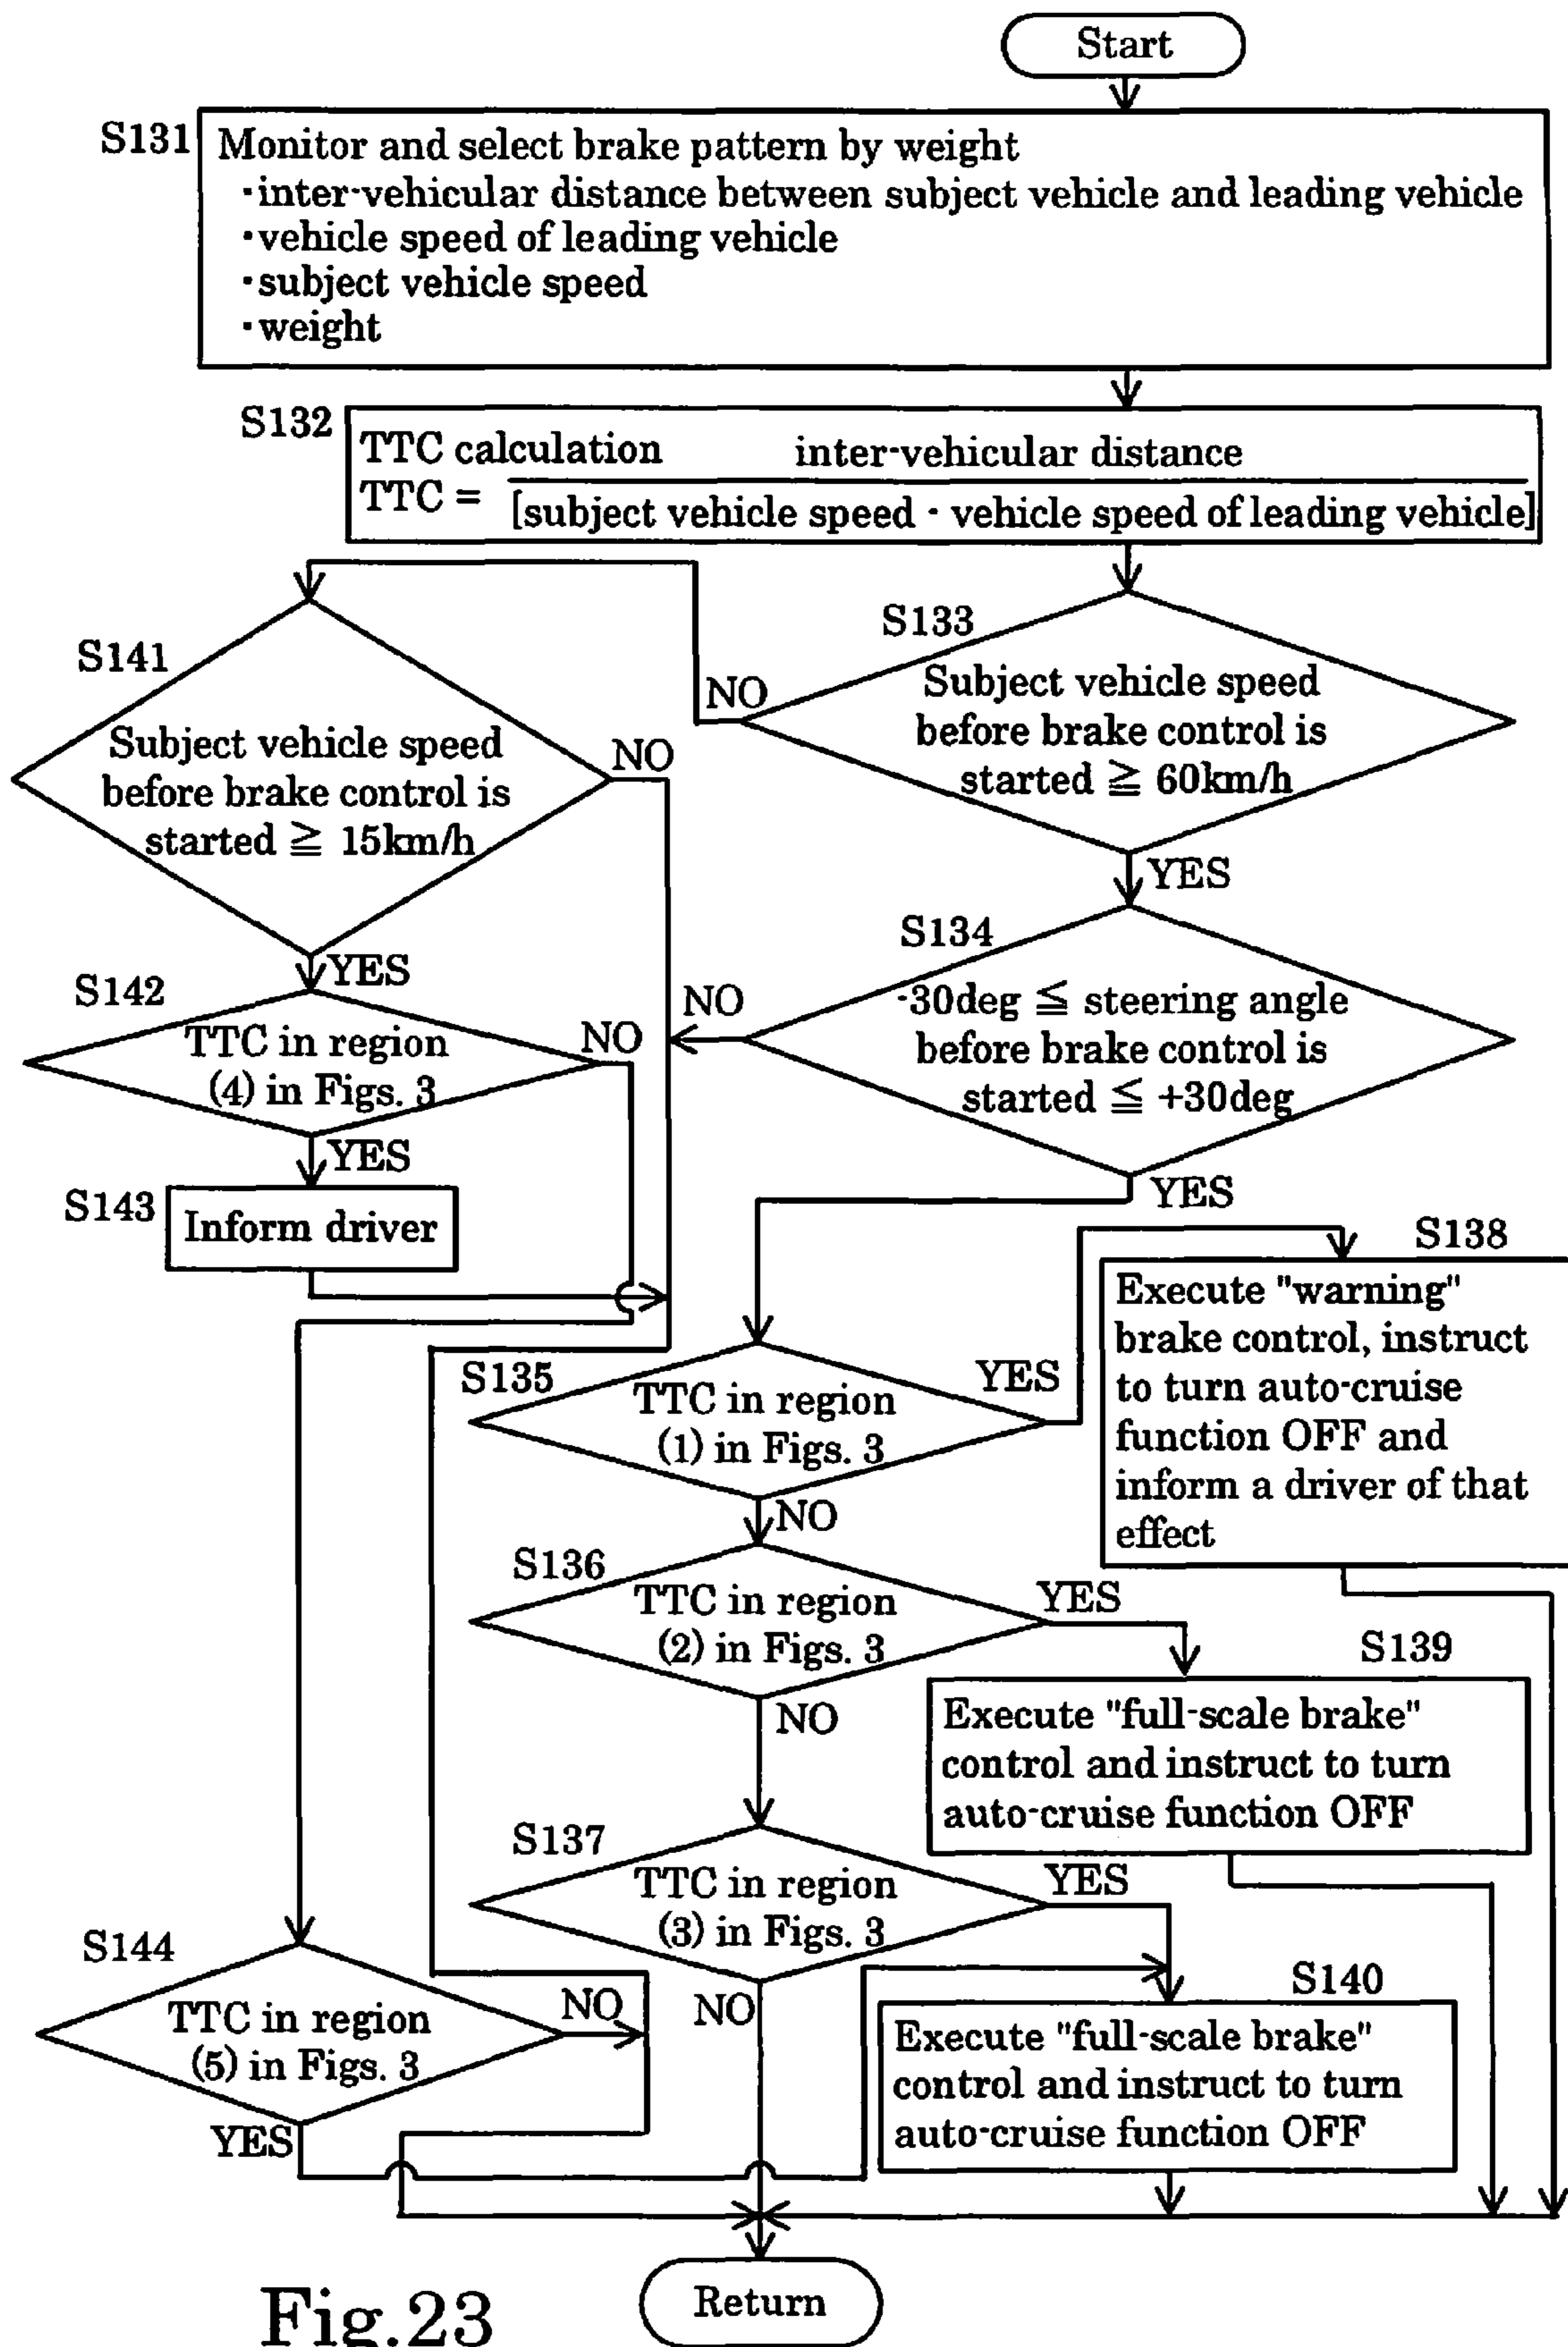 Start
S131
Monitor and select brake pattern by weight
・inter-vehicular distance between subject vehicle and leading vehicle
・vehicle speed of leading vehicle
・subject vehicle speed
・weight
S132
TTC calculation
inter-vehicular distance
TTC =
[subject vehicle speed - vehicle speed of leading vehicle]
S133
Subject vehicle speed
before brake control is
started ≧ 60km/h
NO
YES
S141
Subject vehicle speed
before brake control is
started ≧ 15km/h
NO
YES
S134
-30deg ≦ steering angle
before brake control is
started ≦ +30deg
NO
YES
S142
TTC in region
(4) in Figs. 3
NO
YES
S143
Inform driver
S135
TTC in region
(1) in Figs. 3
YES
NO
S138
Execute "warning"
brake control, instruct
to turn auto-cruise
function OFF and
inform a driver of that
effect
S136
TTC in region
(2) in Figs. 3
YES
NO
S139
Execute "full-scale brake"
control and instruct to turn
auto-cruise function OFF
S137
TTC in region
(3) in Figs. 3
YES
NO
S144
TTC in region
(5) in Figs. 3
NO
YES
S140
Execute "full-scale brake"
control and instruct to turn
auto-cruise function OFF
Return
Fig.23